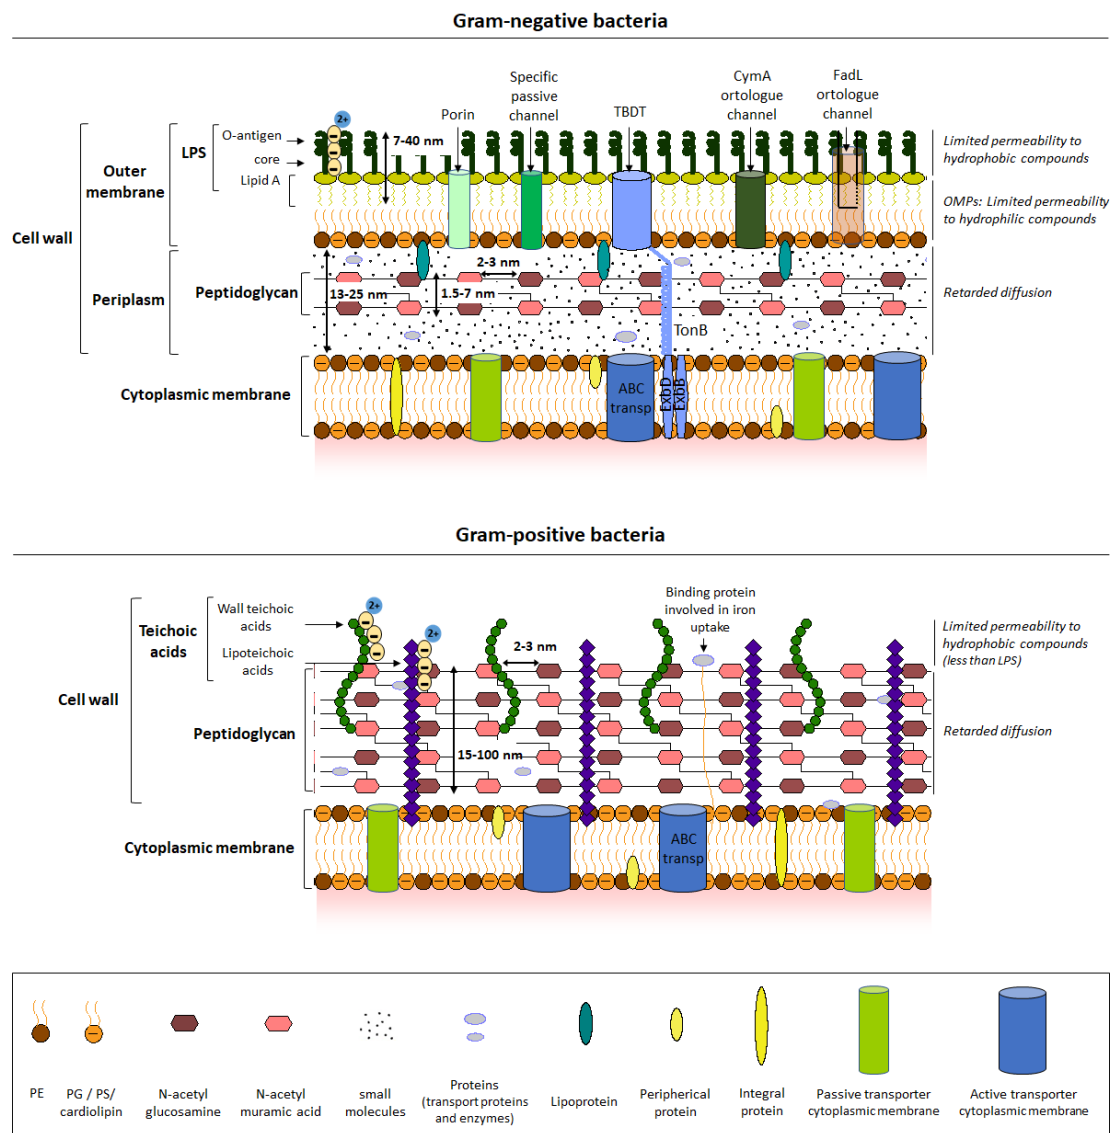 Gram-negative bacteria
Specific
passive
channel
CymA
ortologue
channel
FadL
ortologue
channel
Porin
TBDT
2+
O-antigen
core
Lipid A
LPS
7-40 nm
Outer
membrane
Cell wall
Periplasm
Peptidoglycan
2-3 nm
13-25 nm
1.5-7 nm
TonB
Cytoplasmic membrane
ABC
transp
ExbD
ExbB
Limited permeability to
hydrophobic compounds
OMPs: Limited permeability
to hydrophilic compounds
Retarded diffusion
Gram-positive bacteria
Wall teichoic
acids
Lipoteichoic
acids
Teichoic
acids
2+
2+
2-3 nm
Binding protein
involved in iron
uptake
Cell wall
Peptidoglycan
15-100 nm
Cytoplasmic membrane
ABC
transp
Limited permeability to
hydrophobic compounds
(less than LPS)
Retarded diffusion
PE
PG / PS/
cardiolipin
N-acetyl
glucosamine
N-acetyl
muramic acid
small
molecules
Proteins
(transport proteins
and enzymes)
Lipoprotein
Peripherical
protein
Integral
protein
Passive transporter
cytoplasmic membrane
Active transporter
cytoplasmic membrane